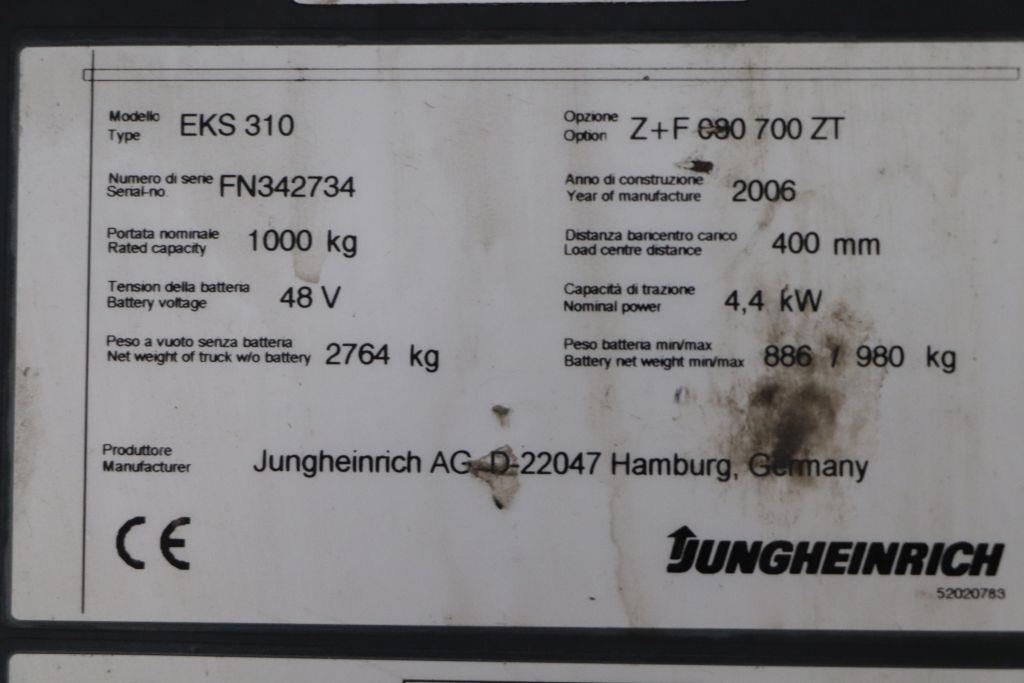 Modello
Type EKS 310
Opzione
Option Z+F 080 700 ZT
Numero di serie
Serial-no. FN342734
Anno di construzione
Year of manufacture 2006
Portata nominale
Rated capacity 1000 kg
Distanza baricentro carico
Load centre distance 400 mm
Tension della batteria
Battery voltage 48 V
Capacità di trazione
Nominal power 4,4 kW
Peso a vuoto senza batteria
Net weight of truck w/o battery 2764 kg
Peso batteria min/max
Battery net weight min/max 886 / 980 kg
Produttore
Manufacturer Jungheinrich AG D-22047 Hamburg, Germany
CE
JUNGHEINRICH
52020783